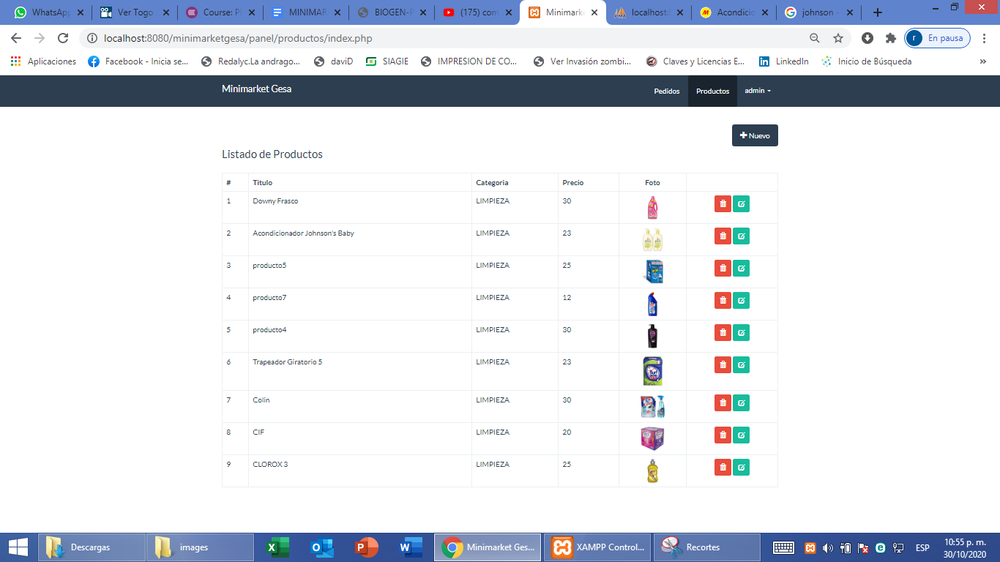 WhatsApp
Ver Togo
Course: P
MINIMAR
BIOGEN-P
(175) com
Minimark
localhost:
Acondicio
johnson -
localhost:8080/minimarketgesa/panel/productos/index.php
r
En pausa
Aplicaciones
Facebook - Inicia se...
Redalyc.La andrago...
daviD
SIAGIE
IMPRESION DE CO...
Ver Invasión zombi...
Claves y Licencias E...
LinkedIn
Inicio de Búsqueda
»
Minimarket Gesa
Pedidos
Productos
admin
Nuevo
Listado de Productos
# Titulo Categoria Precio Foto
1 Downy Frasco LIMPIEZA 30
2 Acondicionador Johnson's Baby LIMPIEZA 23
3 producto5 LIMPIEZA 25
4 producto7 LIMPIEZA 12
5 producto4 LIMPIEZA 30
6 Trapeador Giratorio 5 LIMPIEZA 23
Surf
7 Colin LIMPIEZA 30
8 CIF LIMPIEZA 20
9 CLOROX 3 LIMPIEZA 25
Descargas
images
Minimarket Ges...
XAMPP Control...
Recortes
ESP
10:55 p. m.
30/10/2020